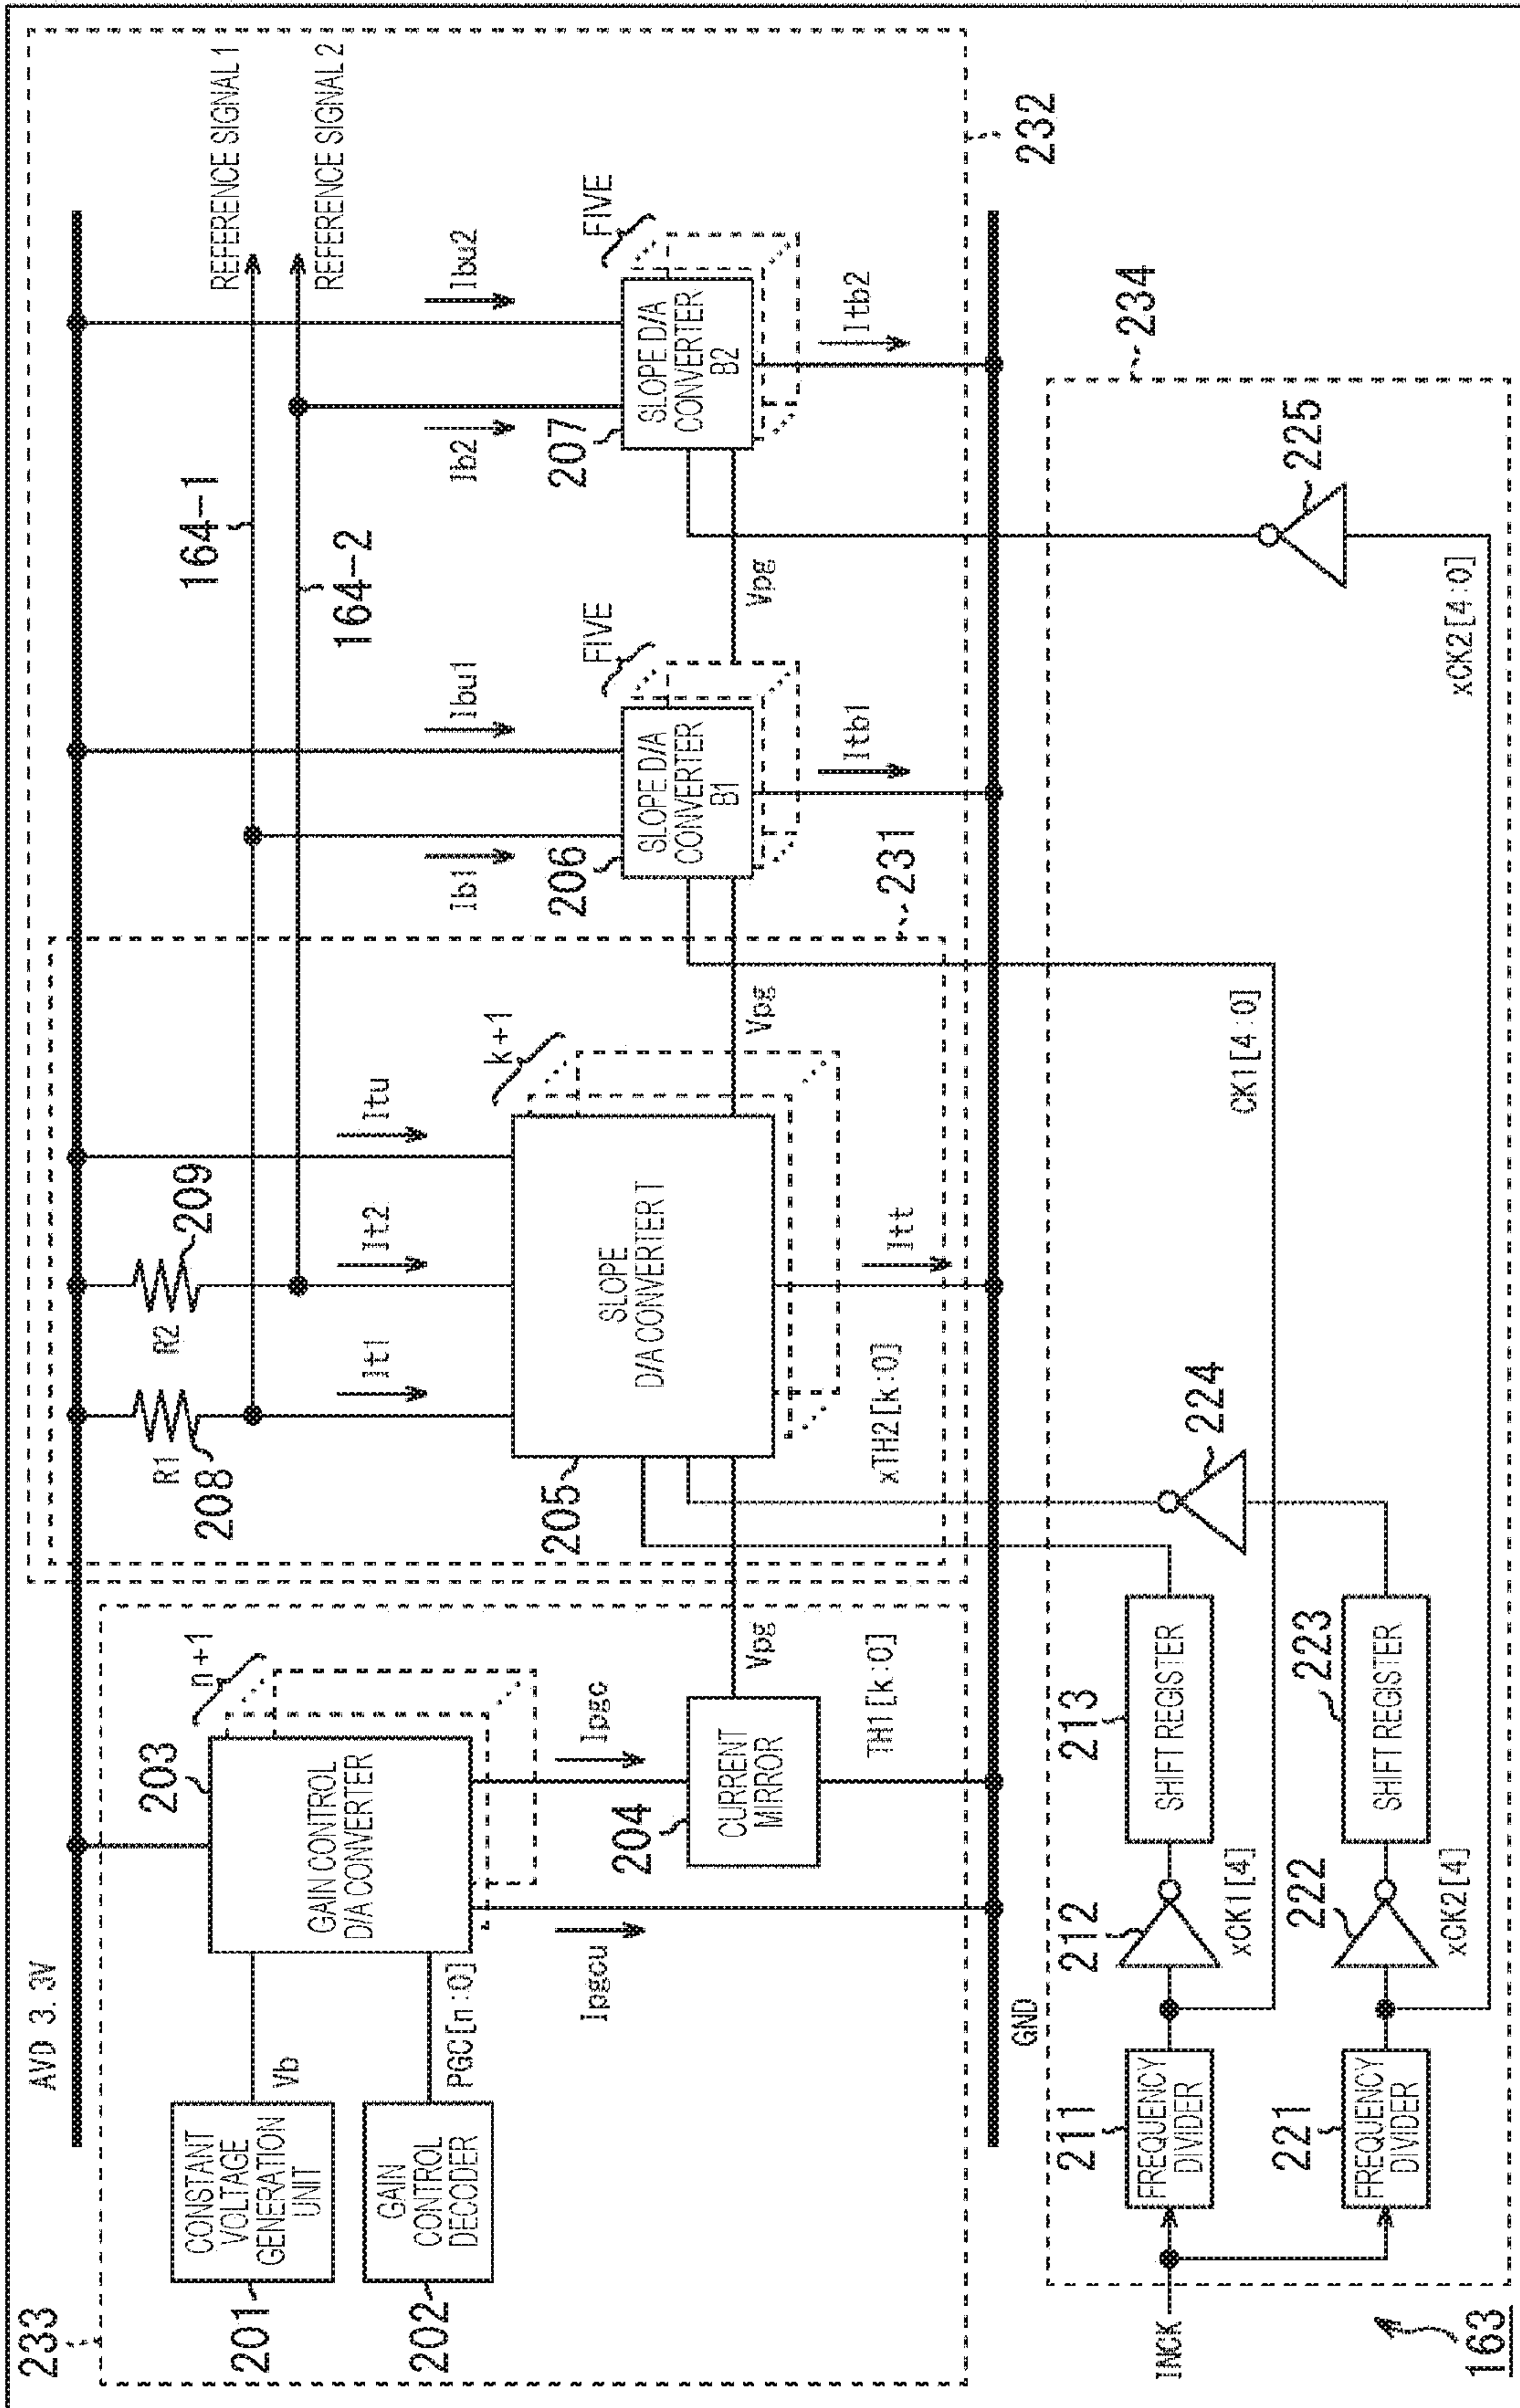 233
AVD 3.3V
201
CONSTANT
VOLTAGE
GENERATION
UNIT
Vb
202
GAIN
CONTROL
DECODER
PGC[n:0]
203
GAIN CONTROL
D/A CONVERTER
n+1
Ipgcu
Ipgc
204
CURRENT
MIRROR
Vpg
TH1[k:0]
GND
R1
208
R2
209
It1
It2
Itu
205
SLOPE
D/A CONVERTER T
k+1
Itt
xTH2[k:0]
Vpg
231
164-1
164-2
REFERENCE SIGNAL 1
REFERENCE SIGNAL 2
Ib1
Ibu1
206
SLOPE D/A
CONVERTER
B1
FIVE
Itb1
Vpg
Ib2
Ibu2
207
SLOPE D/A
CONVERTER
B2
FIVE
Itb2
232
234
INCK
211
FREQUENCY
DIVIDER
212
xCK1[4]
213
SHIFT REGISTER
CK1[4:0]
221
FREQUENCY
DIVIDER
222
xCK2[4]
223
SHIFT REGISTER
224
225
xCK2[4:0]
163